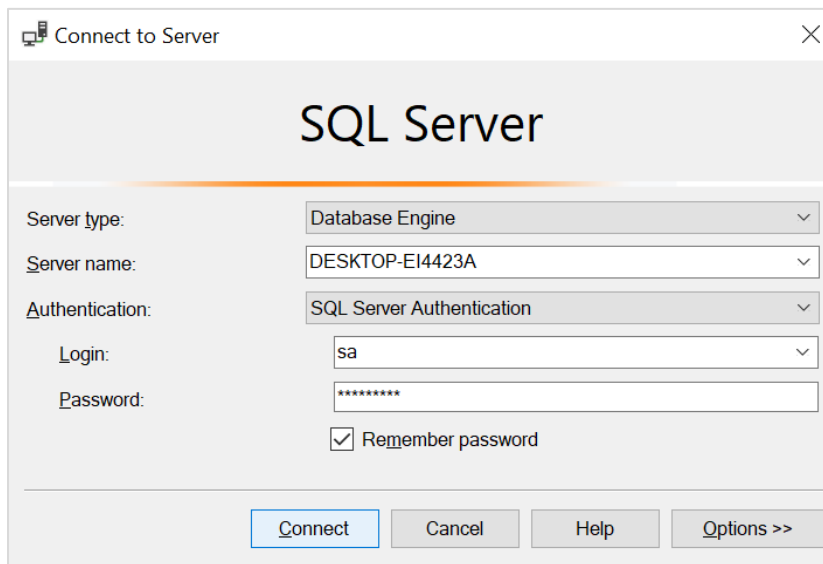 Connect to Server
SQL Server
Server type: Database Engine
Server name: DESKTOP-EI4423A
Authentication: SQL Server Authentication
Login: sa
Password: *********
Remember password
Connect Cancel Help Options >>